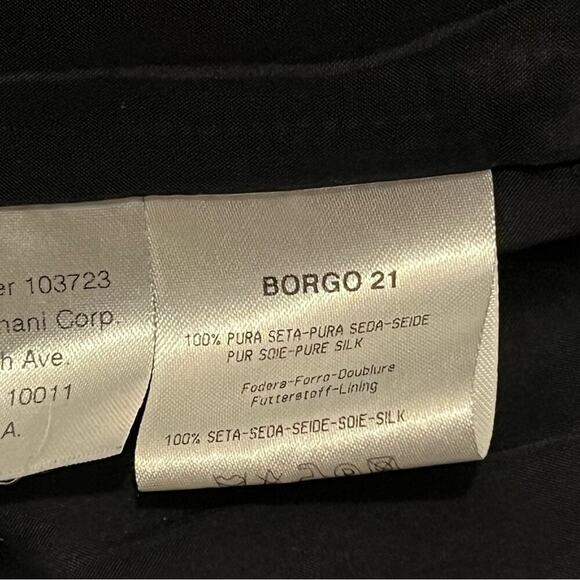 er 103723
nani Corp.
h Ave.
10011
A.
BORGO 21
100% PURA SETA-PURA SEDA-SEIDE
PUR SOIE-PURE SILK
Fodera-Forro-Doublure
Futterstoff-Lining
100% SETA-SEDA-SEIDE-SOIE-SILK